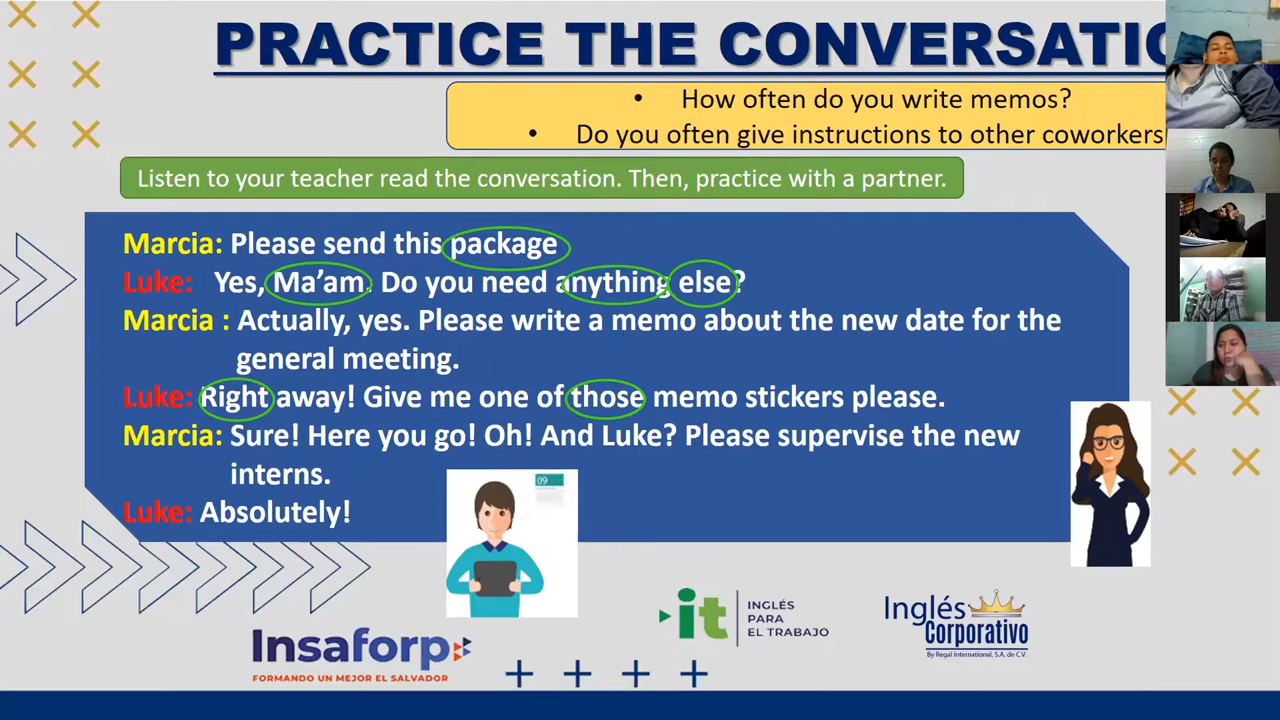 PRACTICE THE CONVERSATIO
• How often do you write memos?
• Do you often give instructions to other coworkers
Listen to your teacher read the conversation. Then, practice with a partner.
Marcia: Please send this package
Luke: Yes, Ma’am. Do you need anything else?
Marcia : Actually, yes. Please write a memo about the new date for the
general meeting.
Luke: Right away! Give me one of those memo stickers please.
Marcia: Sure! Here you go! Oh! And Luke? Please supervise the new
interns.
Luke: Absolutely!
09
Insaforp
FORMANDO UN MEJOR EL SALVADOR
it
INGLÉS
PARA
EL TRABAJO
Inglés
Corporativo
By Regal International, S.A. de C.V.